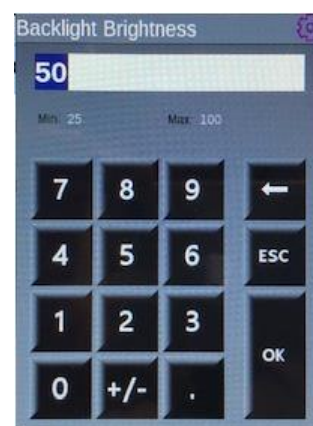 Backlight Brightness
50
Min: 25 Max: 100
7 8 9
4 5 6 ESC
1 2 3
OK
0 +/- .